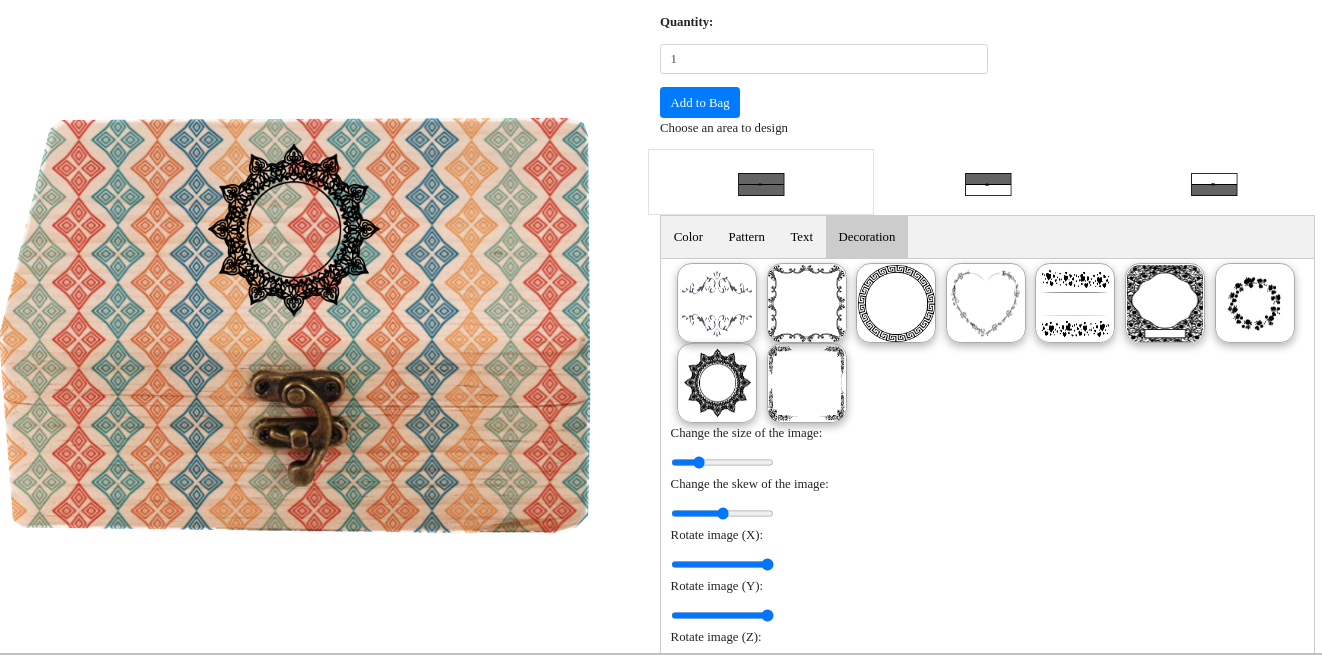 Quantity:
1
Add to Bag
Choose an area to design
Color Pattern Text Decoration
Change the size of the image:
Change the skew of the image:
Rotate image (X):
Rotate image (Y):
Rotate image (Z):